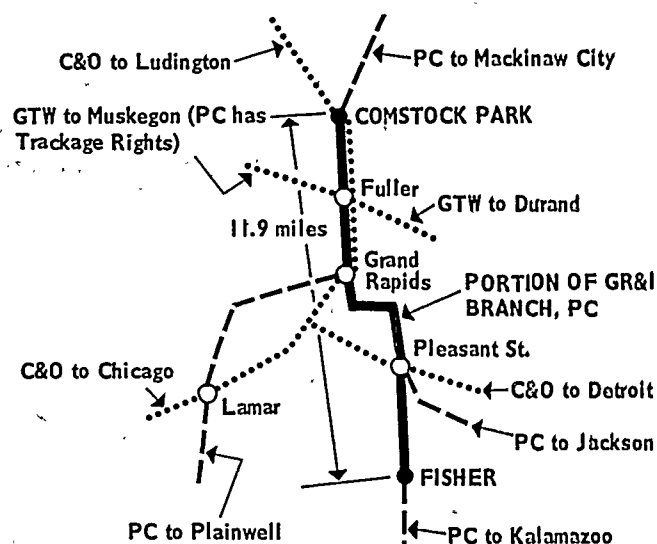 C&O to Ludington
PC to Mackinaw City
GTW to Muskegon (PC has
Trackage Rights)
COMSTOCK PARK
Fuller
GTW to Durand
11.9 miles
Grand
Rapids
PORTION OF GR&I
BRANCH, PC
Pleasant St.
C&O to Chicago
Lamar
C&O to Detroit
PC to Jackson
FISHER
PC to Plainwell
PC to Kalamazoo